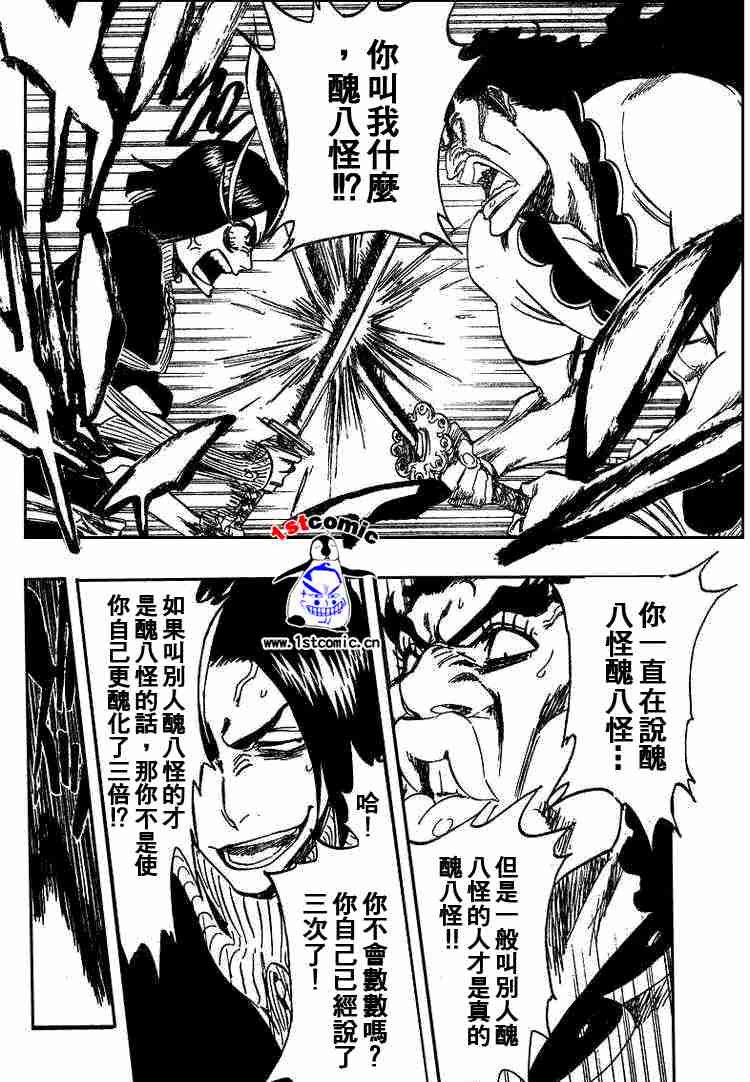 你叫我什麼
，醜八怪!!?
1stcomic
www.1stcomic.cn
你一直在說醜
八怪醜八怪…
但是一般叫別人醜
八怪的人才是真的
醜八怪!!
哈！
你不會數數嗎？
你自己己經說了
三次了！
如果叫別人醜八怪的才
是醜八怪的話，那你不是使
你自己更醜化了三倍!?